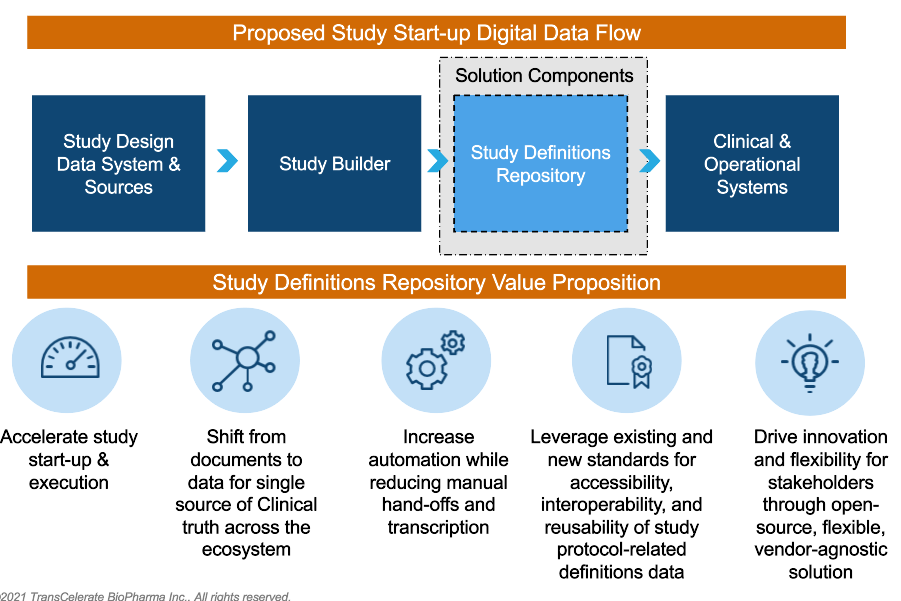 Proposed Study Start-up Digital Data Flow
Solution Components
Study Design
Data System &
Sources
Study Builder
Study Definitions
Repository
Clinical &
Operational
Systems
Study Definitions Repository Value Proposition
Accelerate study
start-up &
execution
Shift from
documents to
data for single
source of Clinical
truth across the
ecosystem
Increase
automation while
reducing manual
hand-offs and
transcription
Leverage existing and
new standards for
accessibility,
interoperability, and
reusability of study
protocol-related
definitions data
Drive innovation
and flexibility for
stakeholders
through open-
source, flexible,
vendor-agnostic
solution
©2021 TransCelerate BioPharma Inc., All rights reserved.